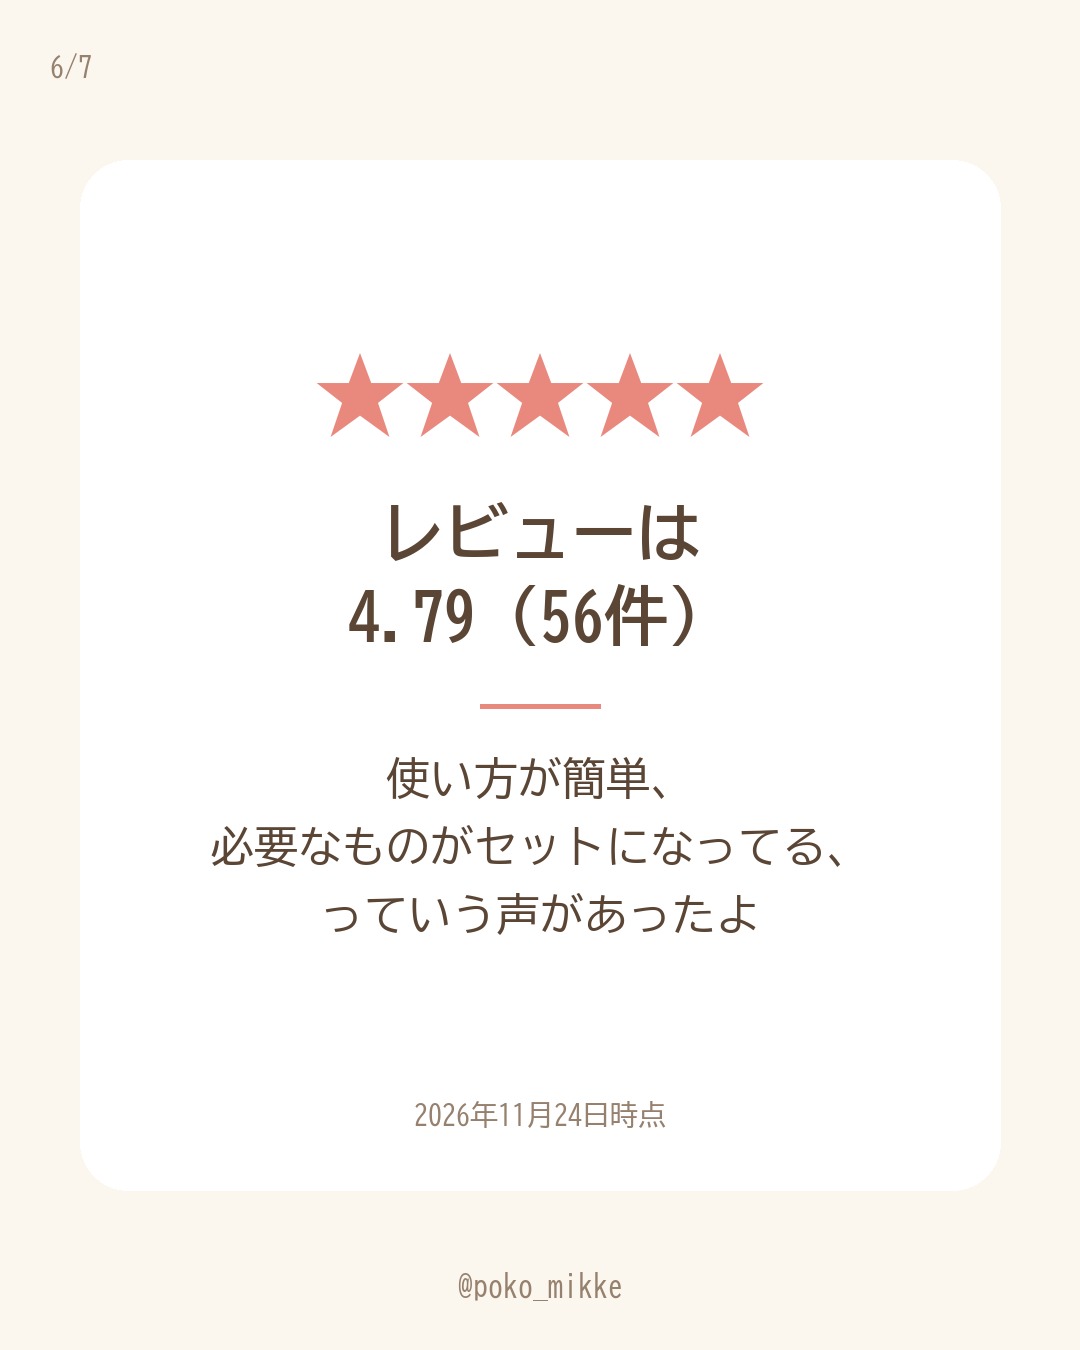 6/7
★★★★★
レビューは
4.79（56件）
使い方が簡単、
必要なものがセットになってる、
っていう声があったよ
2026年11月24日時点
@poko_mikke